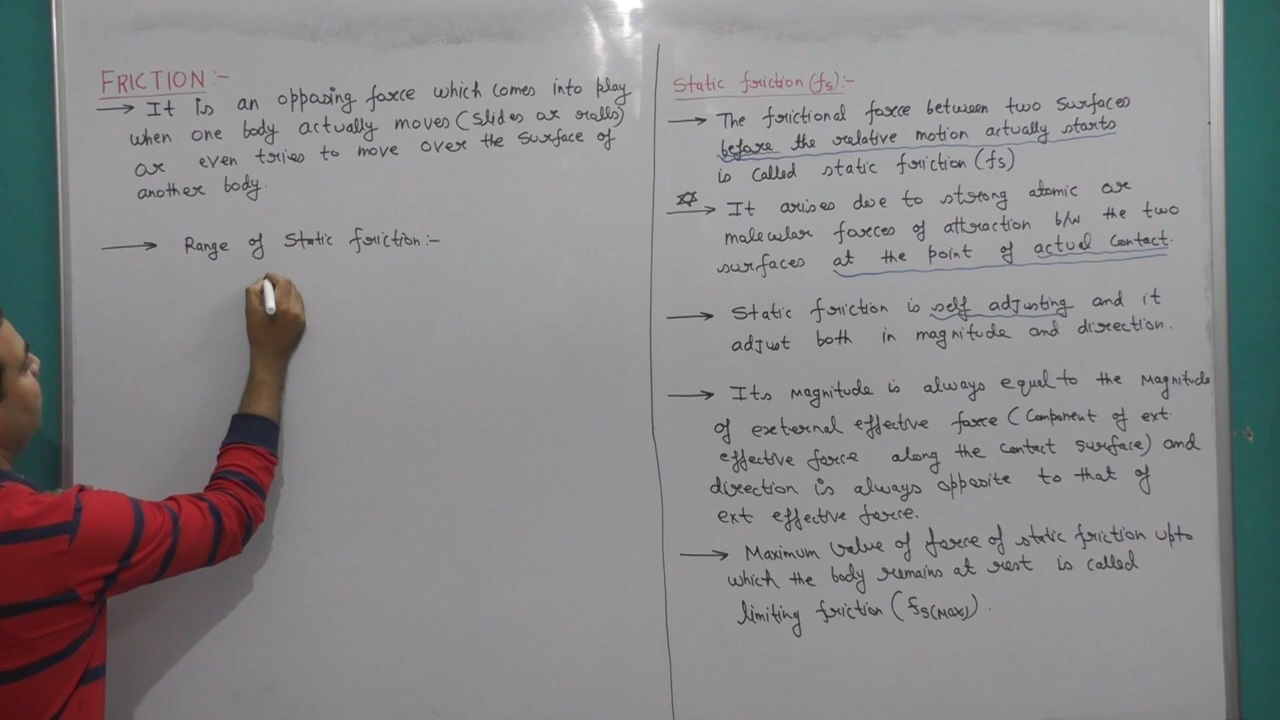 FRICTION :-
→ It is an opposing force which comes into play
when one body actually moves (slides or rolls)
or even tries to move over the surface of
another body.
→ Range of Static friction :-
Static friction (fs) :-
→ The frictional force between two surfaces
before the relative motion actually starts
is called static friction (fs)
→ It arises due to strong atomic or
molecular forces of attraction b/w the two
surfaces at the point of actual contact.
→ Static friction is self adjusting and it
adjust both in magnitude and direction.
→ Its magnitude is always equal to the Magnitude
of external effective force (Component of ext
effective force along the contact surface) and
direction is always opposite to that of
ext effective force.
→ Maximum value of force of static friction upto
which the body remains at rest is called
limiting friction (fs(Max)).